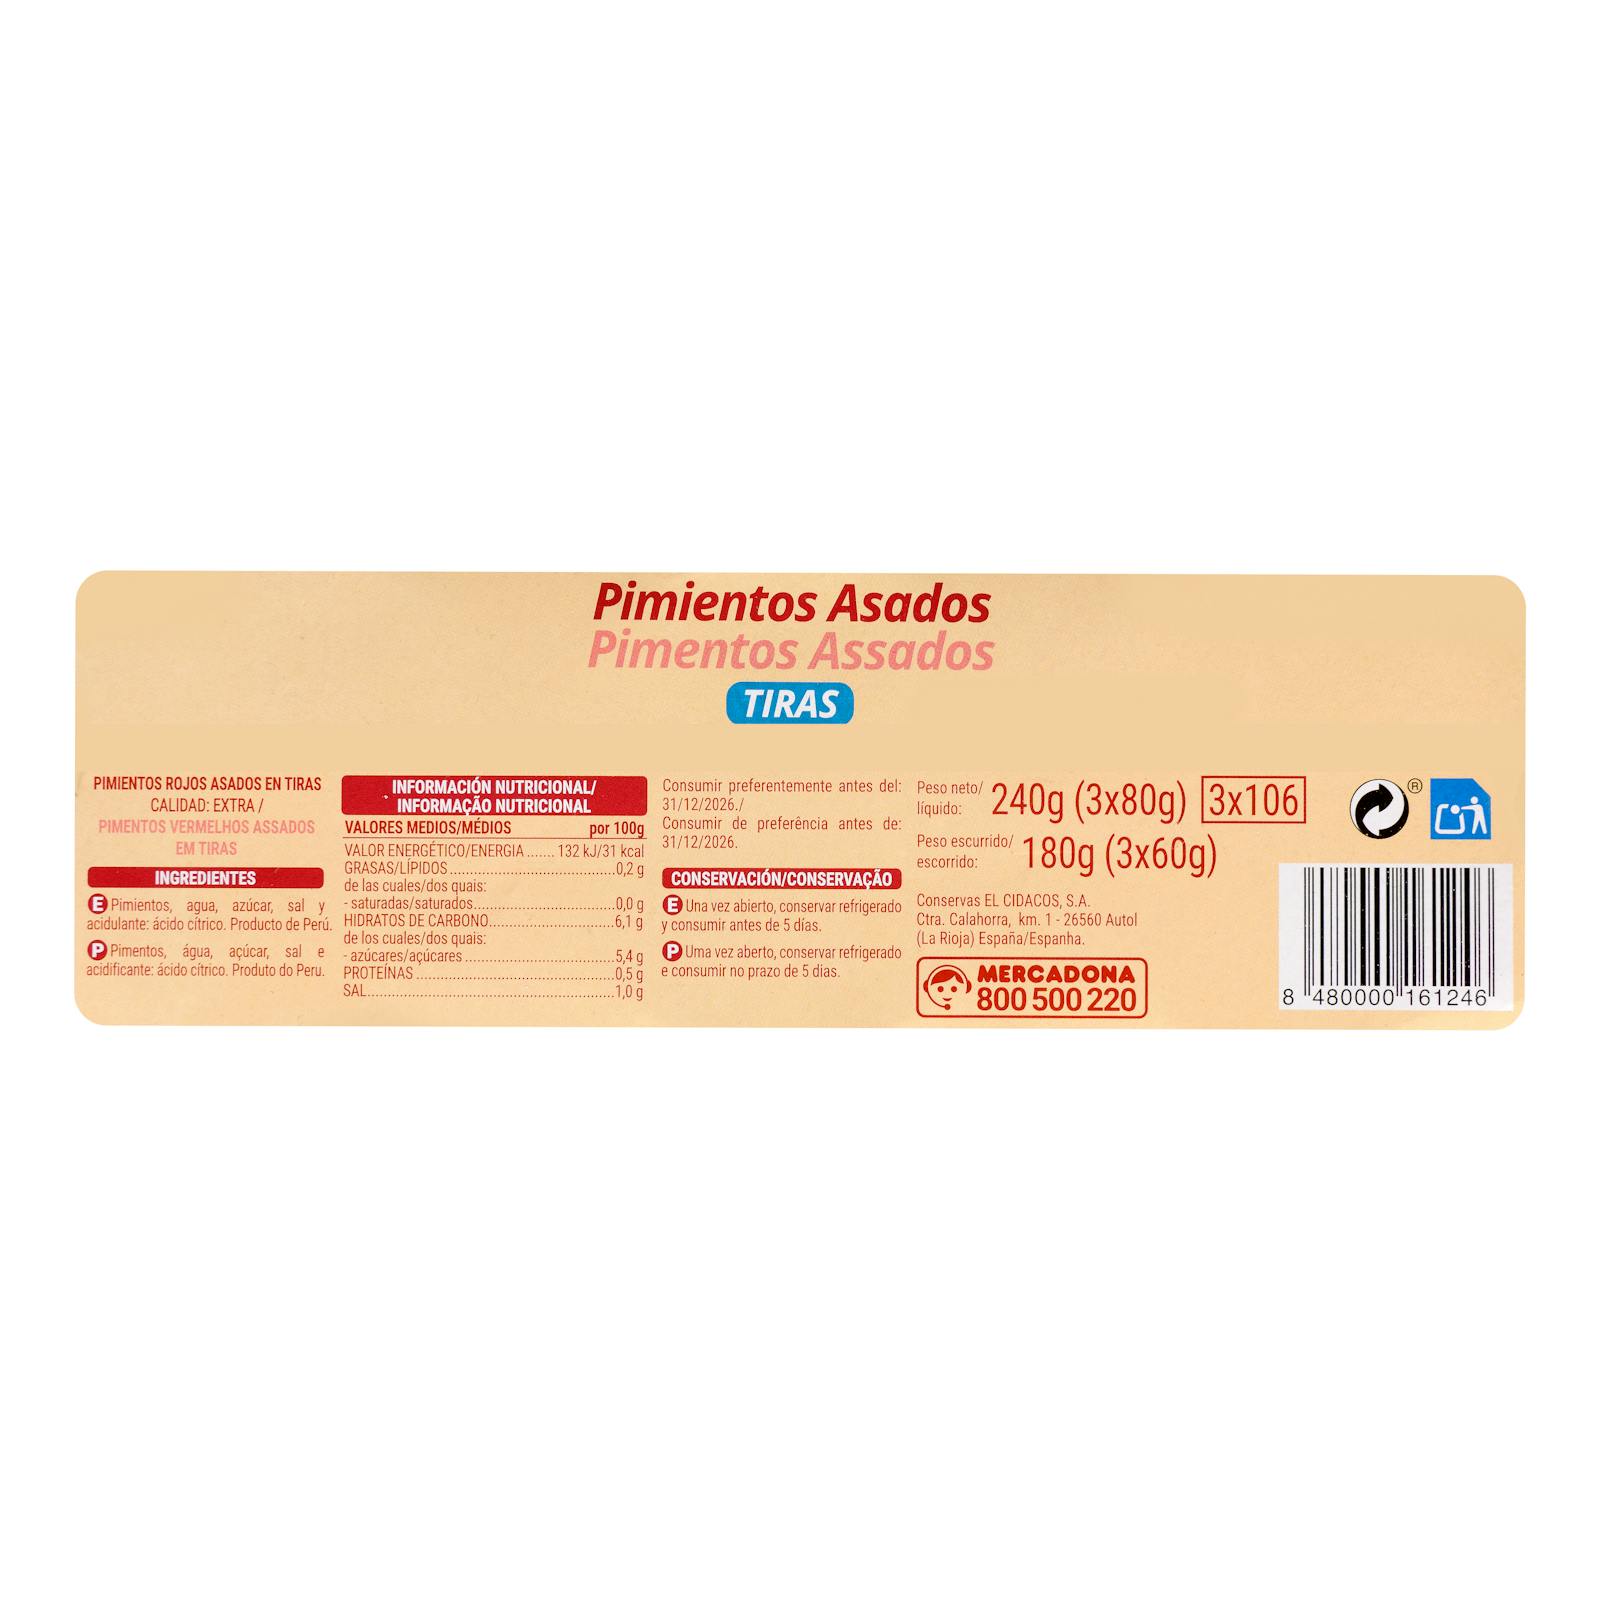 Pimientos Asados
Pimentos Assados
TIRAS
PIMIENTOS ROJOS ASADOS EN TIRAS
CALIDAD: EXTRA /
PIMENTOS VERMELHOS ASSADOS
EM TIRAS
INGREDIENTES
E Pimientos, agua, azúcar, sal y
acidulante: ácido cítrico. Producto de Perú.
P Pimentos, água, açúcar, sal e
acidificante: ácido cítrico. Produto do Peru.
INFORMACIÓN NUTRICIONAL/
INFORMAÇÃO NUTRICIONAL
VALORES MEDIOS/MÉDIOS por 100g
VALOR ENERGÉTICO/ENERGIA ....... 132 kJ/31 kcal
GRASAS/LÍPIDOS ........................................ 0,2 g
de las cuales/dos quais:
- saturadas/saturados .................................. 0,0 g
HIDRATOS DE CARBONO .............................. 6,1 g
de los cuales/dos quais:
- azúcares/açúcares .................................... 5,4 g
PROTEÍNAS ................................................ 0,5 g
SAL ........................................................... 1,0 g
Consumir preferentemente antes del:
31/12/2026./
Consumir de preferência antes de:
31/12/2026.
CONSERVACIÓN/CONSERVAÇÃO
E Una vez abierto, conservar refrigerado
y consumir antes de 5 días.
P Uma vez aberto, conservar refrigerado
e consumir no prazo de 5 dias.
Peso neto/
líquido: 240g (3x80g) 3x106
Peso escurrido/
escorrido: 180g (3x60g)
Conservas EL CIDACOS, S.A.
Ctra. Calahorra, km. 1 - 26560 Autol
(La Rioja) España/Espanha.
MERCADONA
800 500 220
®
8 480000 161246